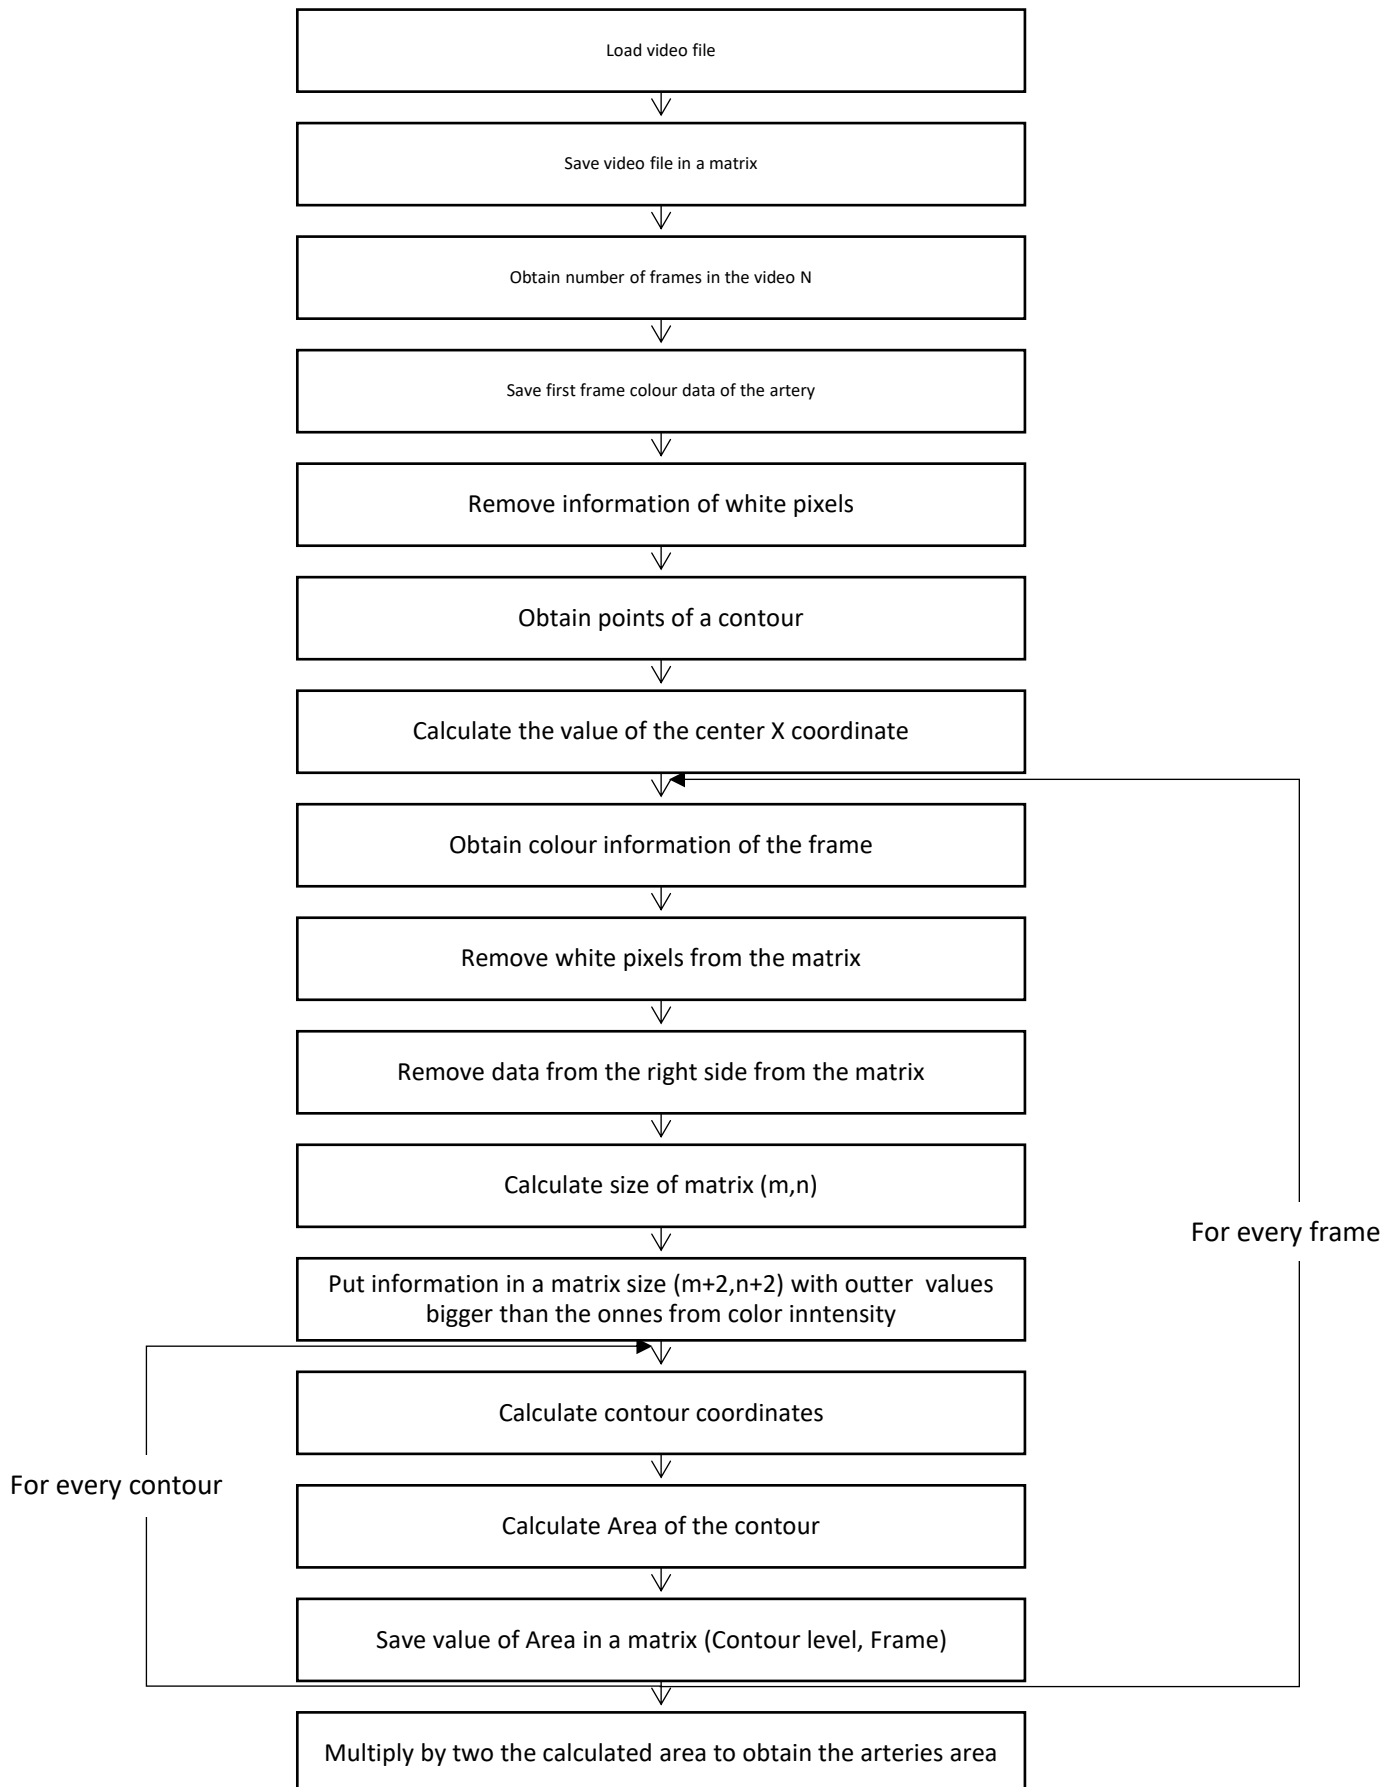 Load video file
Save video file in a matrix
Obtain number of frames in the video N
Save first frame colour data of the artery
Remove information of white pixels
Obtain points of a contour
Calculate the value of the center X coordinate
Obtain colour information of the frame
Remove white pixels from the matrix
Remove data from the right side from the matrix
Calculate size of matrix (m,n)
For every frame
Put information in a matrix size (m+2,n+2) with outter  values
bigger than the onnes from color inntensity
Calculate contour coordinates
For every contour
Calculate Area of the contour
Save value of Area in a matrix (Contour level, Frame)
Multiply by two the calculated area to obtain the arteries area